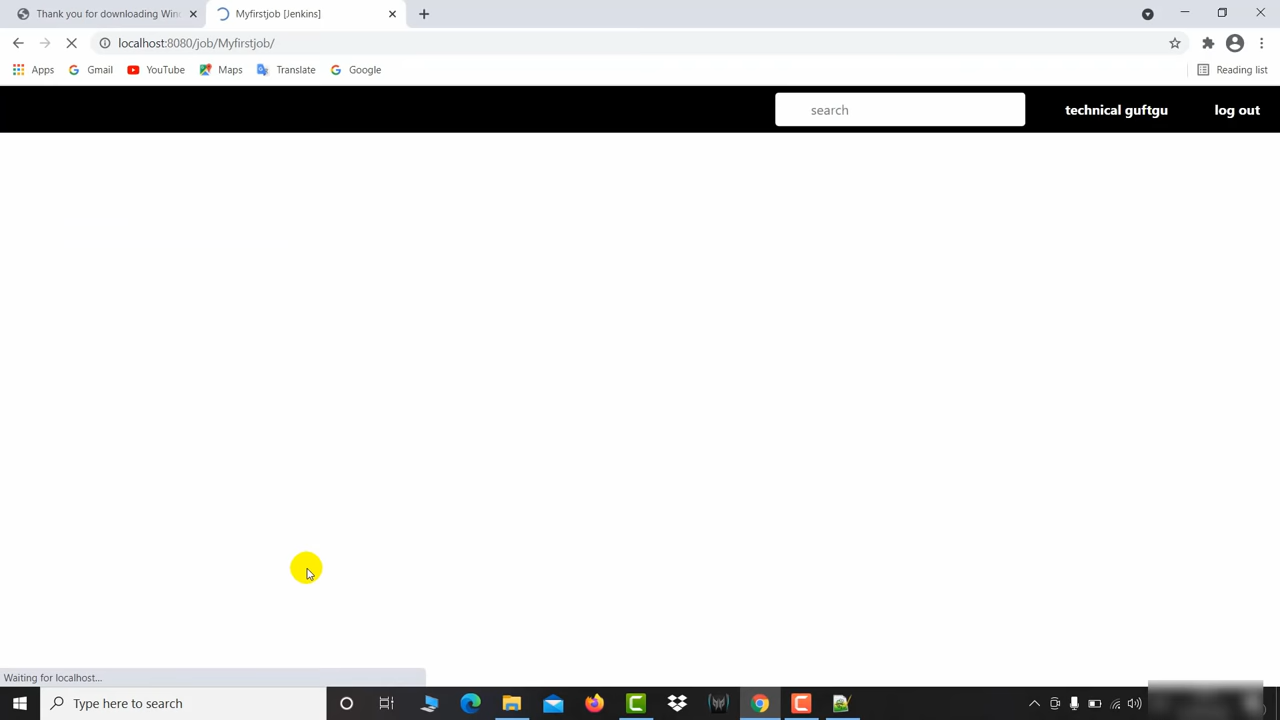 Thank you for downloading Win
Myfirstjob [Jenkins]
localhost:8080/job/Myfirstjob/
Apps
Gmail
YouTube
Maps
Translate
Google
Reading list
search
technical guftgu
log out
Waiting for localhost...
Type here to search